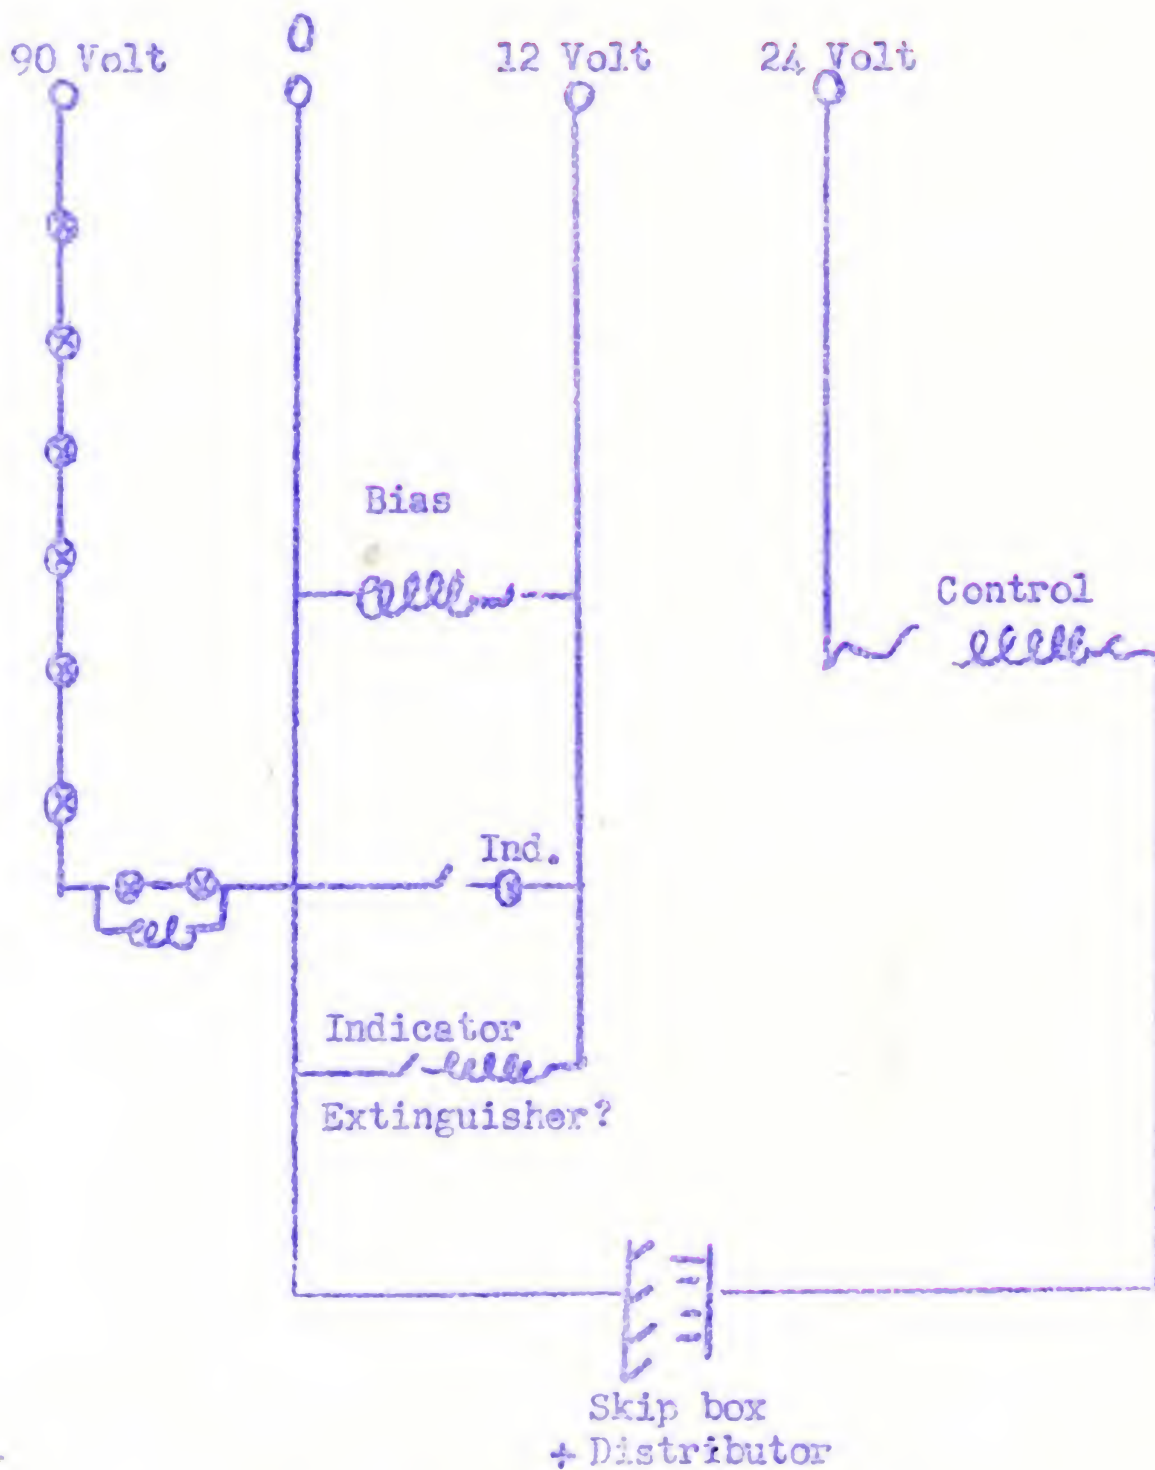 90 Volt
0
12 Volt
24 Volt
Bias
Control
Ind.
Indicator
Extinguisher?
Skip box
+ Distributor